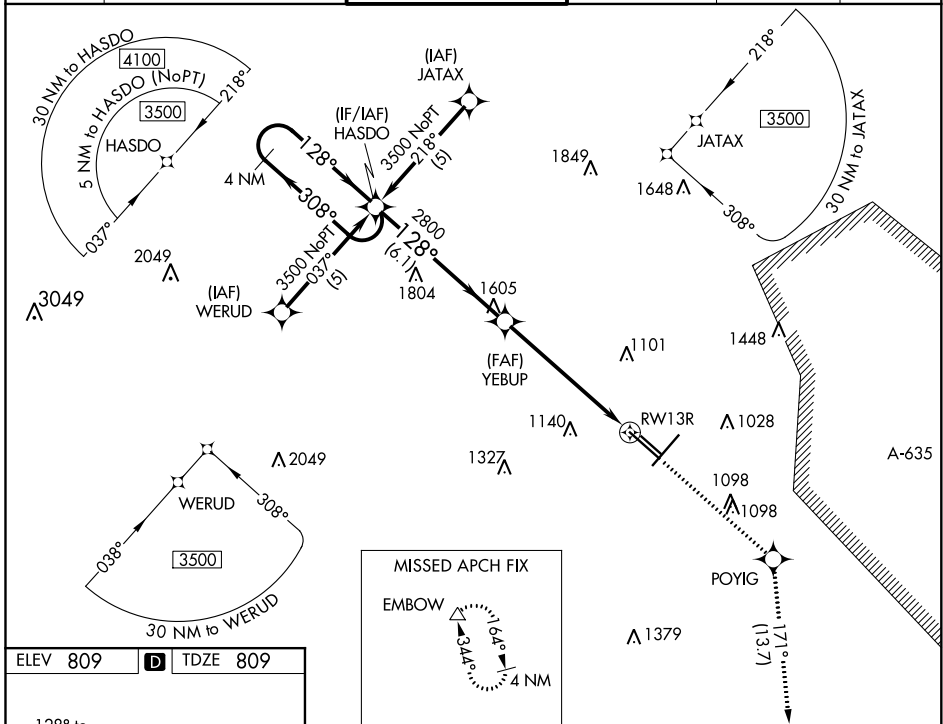 30 NM to HASDO
4100
5 NM to HASDO (NoPT)
3500
218°
HASDO
037°
(IAF)
JATAX
(IF/IAF)
HASDO
3500 NoPT
218°
(5)
128°
308°
4 NM
3500 NoPT
037°
(5)
(IAF)
WERUD
2800
128°
(6.1)
218°
JATAX
3500
30 NM to JATAX
308°
1849
1648
2049
3049
1804
1605
(FAF)
YEBUP
1101
1448
1140
RW13R
1028
A-635
2049
1327
1098
1098
WERUD
308°
038°
3500
30 NM to WERUD
POYIG
171°
(13.7)
1379
MISSED APCH FIX
EMBOW
164°
344°
4 NM
ELEV 809 D TDZE 809